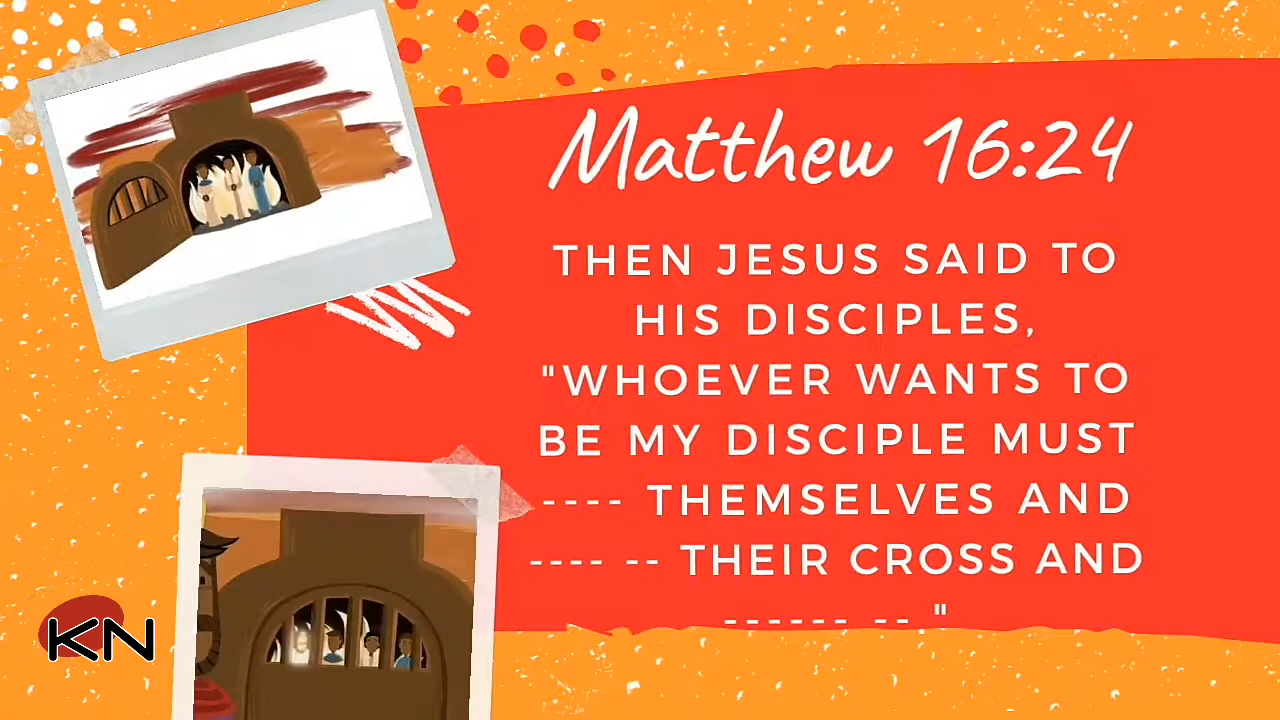 Matthew 16:24
THEN JESUS SAID TO
HIS DISCIPLES,
"WHOEVER WANTS TO
BE MY DISCIPLE MUST
---- THEMSELVES AND
---- -- THEIR CROSS AND
------ -- "
KN